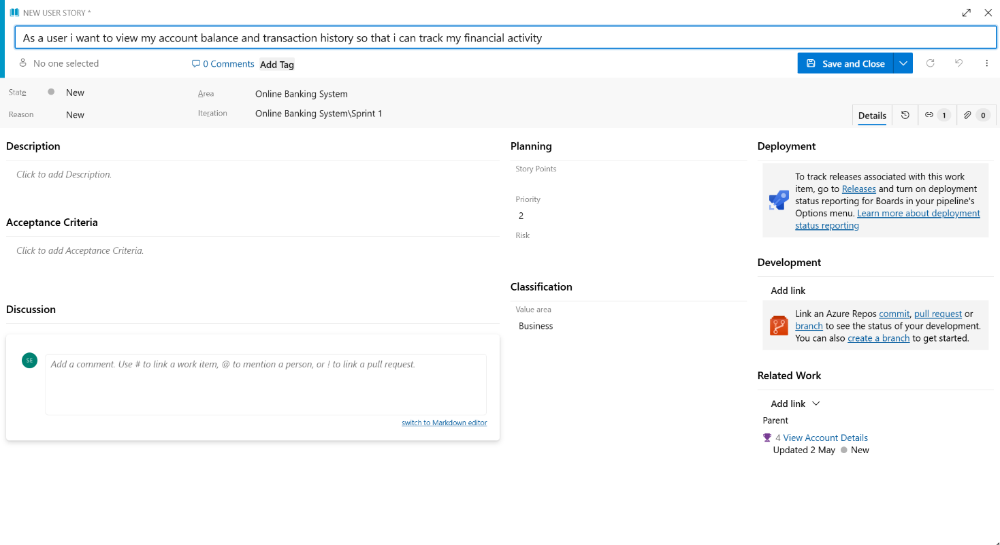 NEW USER STORY *
As a user i want to view my account balance and transaction history so that i can track my financial activity
No one selected
0 Comments
Add Tag
Save and Close
State
New
Area
Online Banking System
Reason
New
Iteration
Online Banking System\Sprint 1
Details
1
0
Description
Click to add Description.
Acceptance Criteria
Click to add Acceptance Criteria.
Discussion
SE
Add a comment. Use # to link a work item, @ to mention a person, or ! to link a pull request.
switch to Markdown editor
Planning
Story Points
Priority
2
Risk
Classification
Value area
Business
Deployment
To track releases associated with this work
item, go to Releases and turn on deployment
status reporting for Boards in your pipeline's
Options menu. Learn more about deployment
status reporting
Development
Add link
Link an Azure Repos commit, pull request or
branch to see the status of your development.
You can also create a branch to get started.
Related Work
Add link
Parent
4 View Account Details
Updated 2 May New